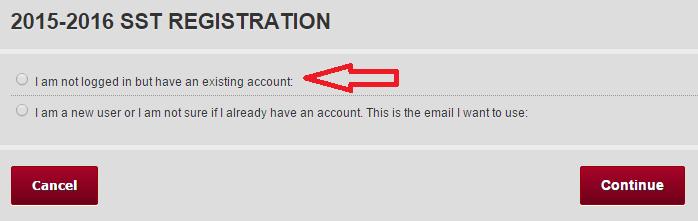 2015-2016 SST REGISTRATION
I am not logged in but have an existing account:
I am a new user or I am not sure if I already have an account. This is the email I want to use:
Cancel
Continue